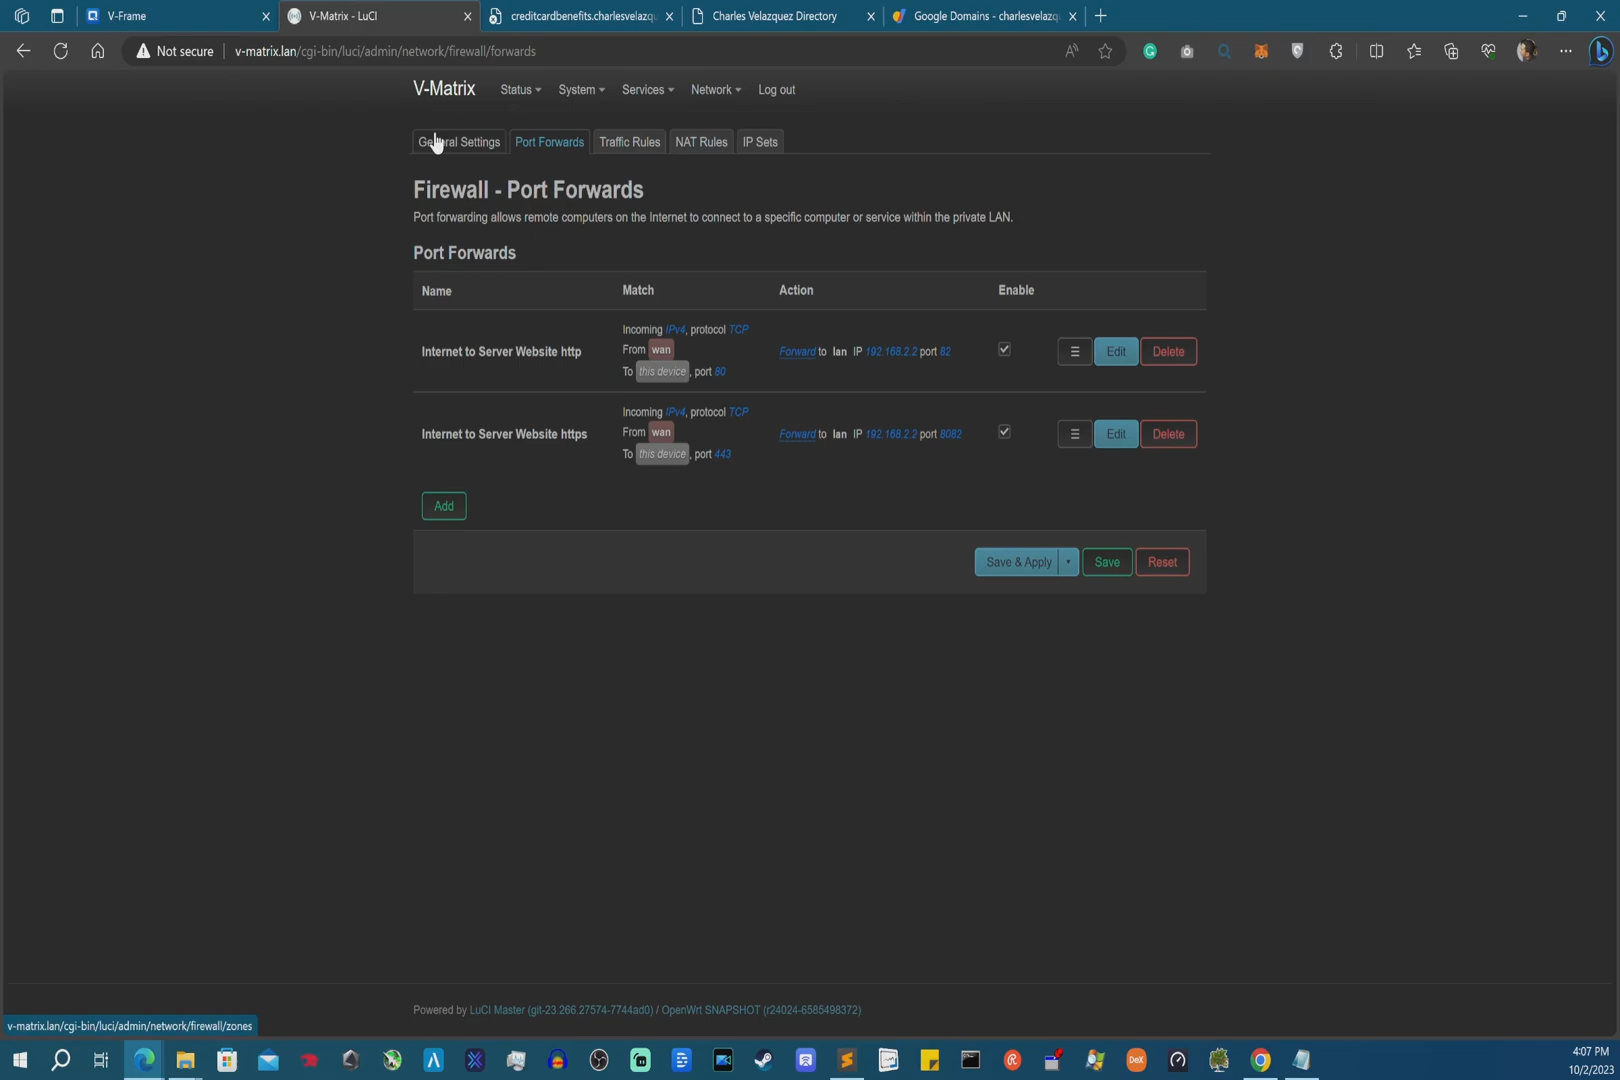 V-Frame
V-Matrix - LuCI
creditcardbenefits.charlesvelazqu
Charles Velazquez Directory
Google Domains - charlesvelazqu
Not secure
v-matrix.lan/cgi-bin/luci/admin/network/firewall/forwards
V-Matrix
Status
System
Services
Network
Log out
General Settings
Port Forwards
Traffic Rules
NAT Rules
IP Sets
Firewall - Port Forwards
Port forwarding allows remote computers on the Internet to connect to a specific computer or service within the private LAN.
Port Forwards
Name
Match
Action
Enable
Internet to Server Website http
Incoming IPv4, protocol TCP
From wan
To this device, port 80
Forward to lan IP 192.168.2.2 port 82
Edit
Delete
Internet to Server Website https
Incoming IPv4, protocol TCP
From wan
To this device, port 443
Forward to lan IP 192.168.2.2 port 8082
Edit
Delete
Add
Save & Apply
Save
Reset
Powered by LuCI Master (git-23.266.27574-7744ad0) / OpenWrt SNAPSHOT (r24024-6585498372)
v-matrix.lan/cgi-bin/luci/admin/network/firewall/zones
DeX
4:07 PM
10/2/2023